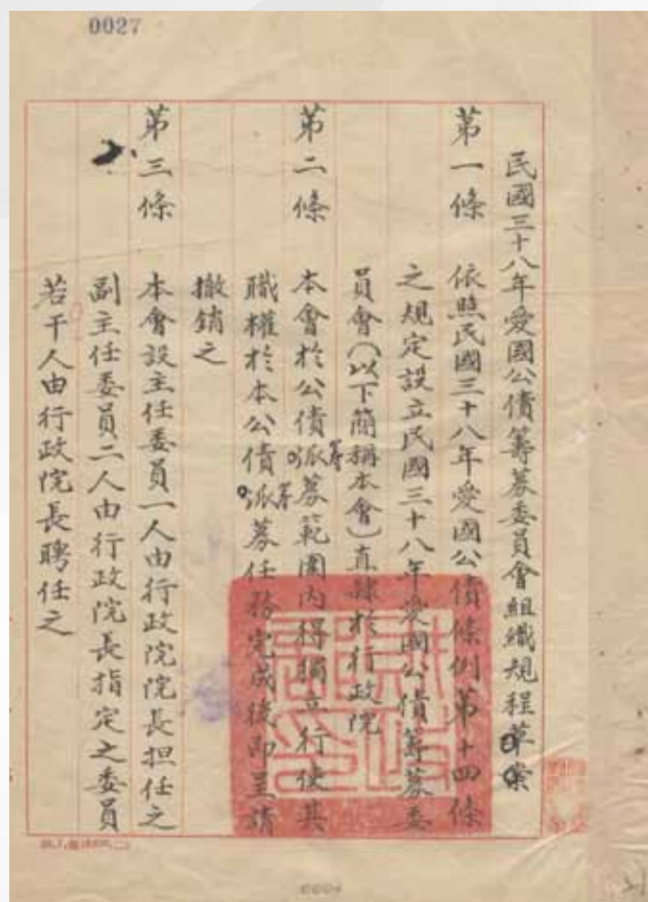 0027
民國三十八年愛國公債籌募委員會組織規程草案
第一條 依照民國三十八年愛國公債條例第十四條
之規定設立民國三十八年愛國公債籌募委
員會（以下簡稱本會）直隸於行政院
第二條 本會於公債派籌募範圍內得獨立行使其
職權於本公債派籌募任務完成後即呈請
撤銷之
第三條 本會設主任委員一人由行政院院長担任之
副主任委員二人由行政院長指定之委員
若干人由行政院長聘任之